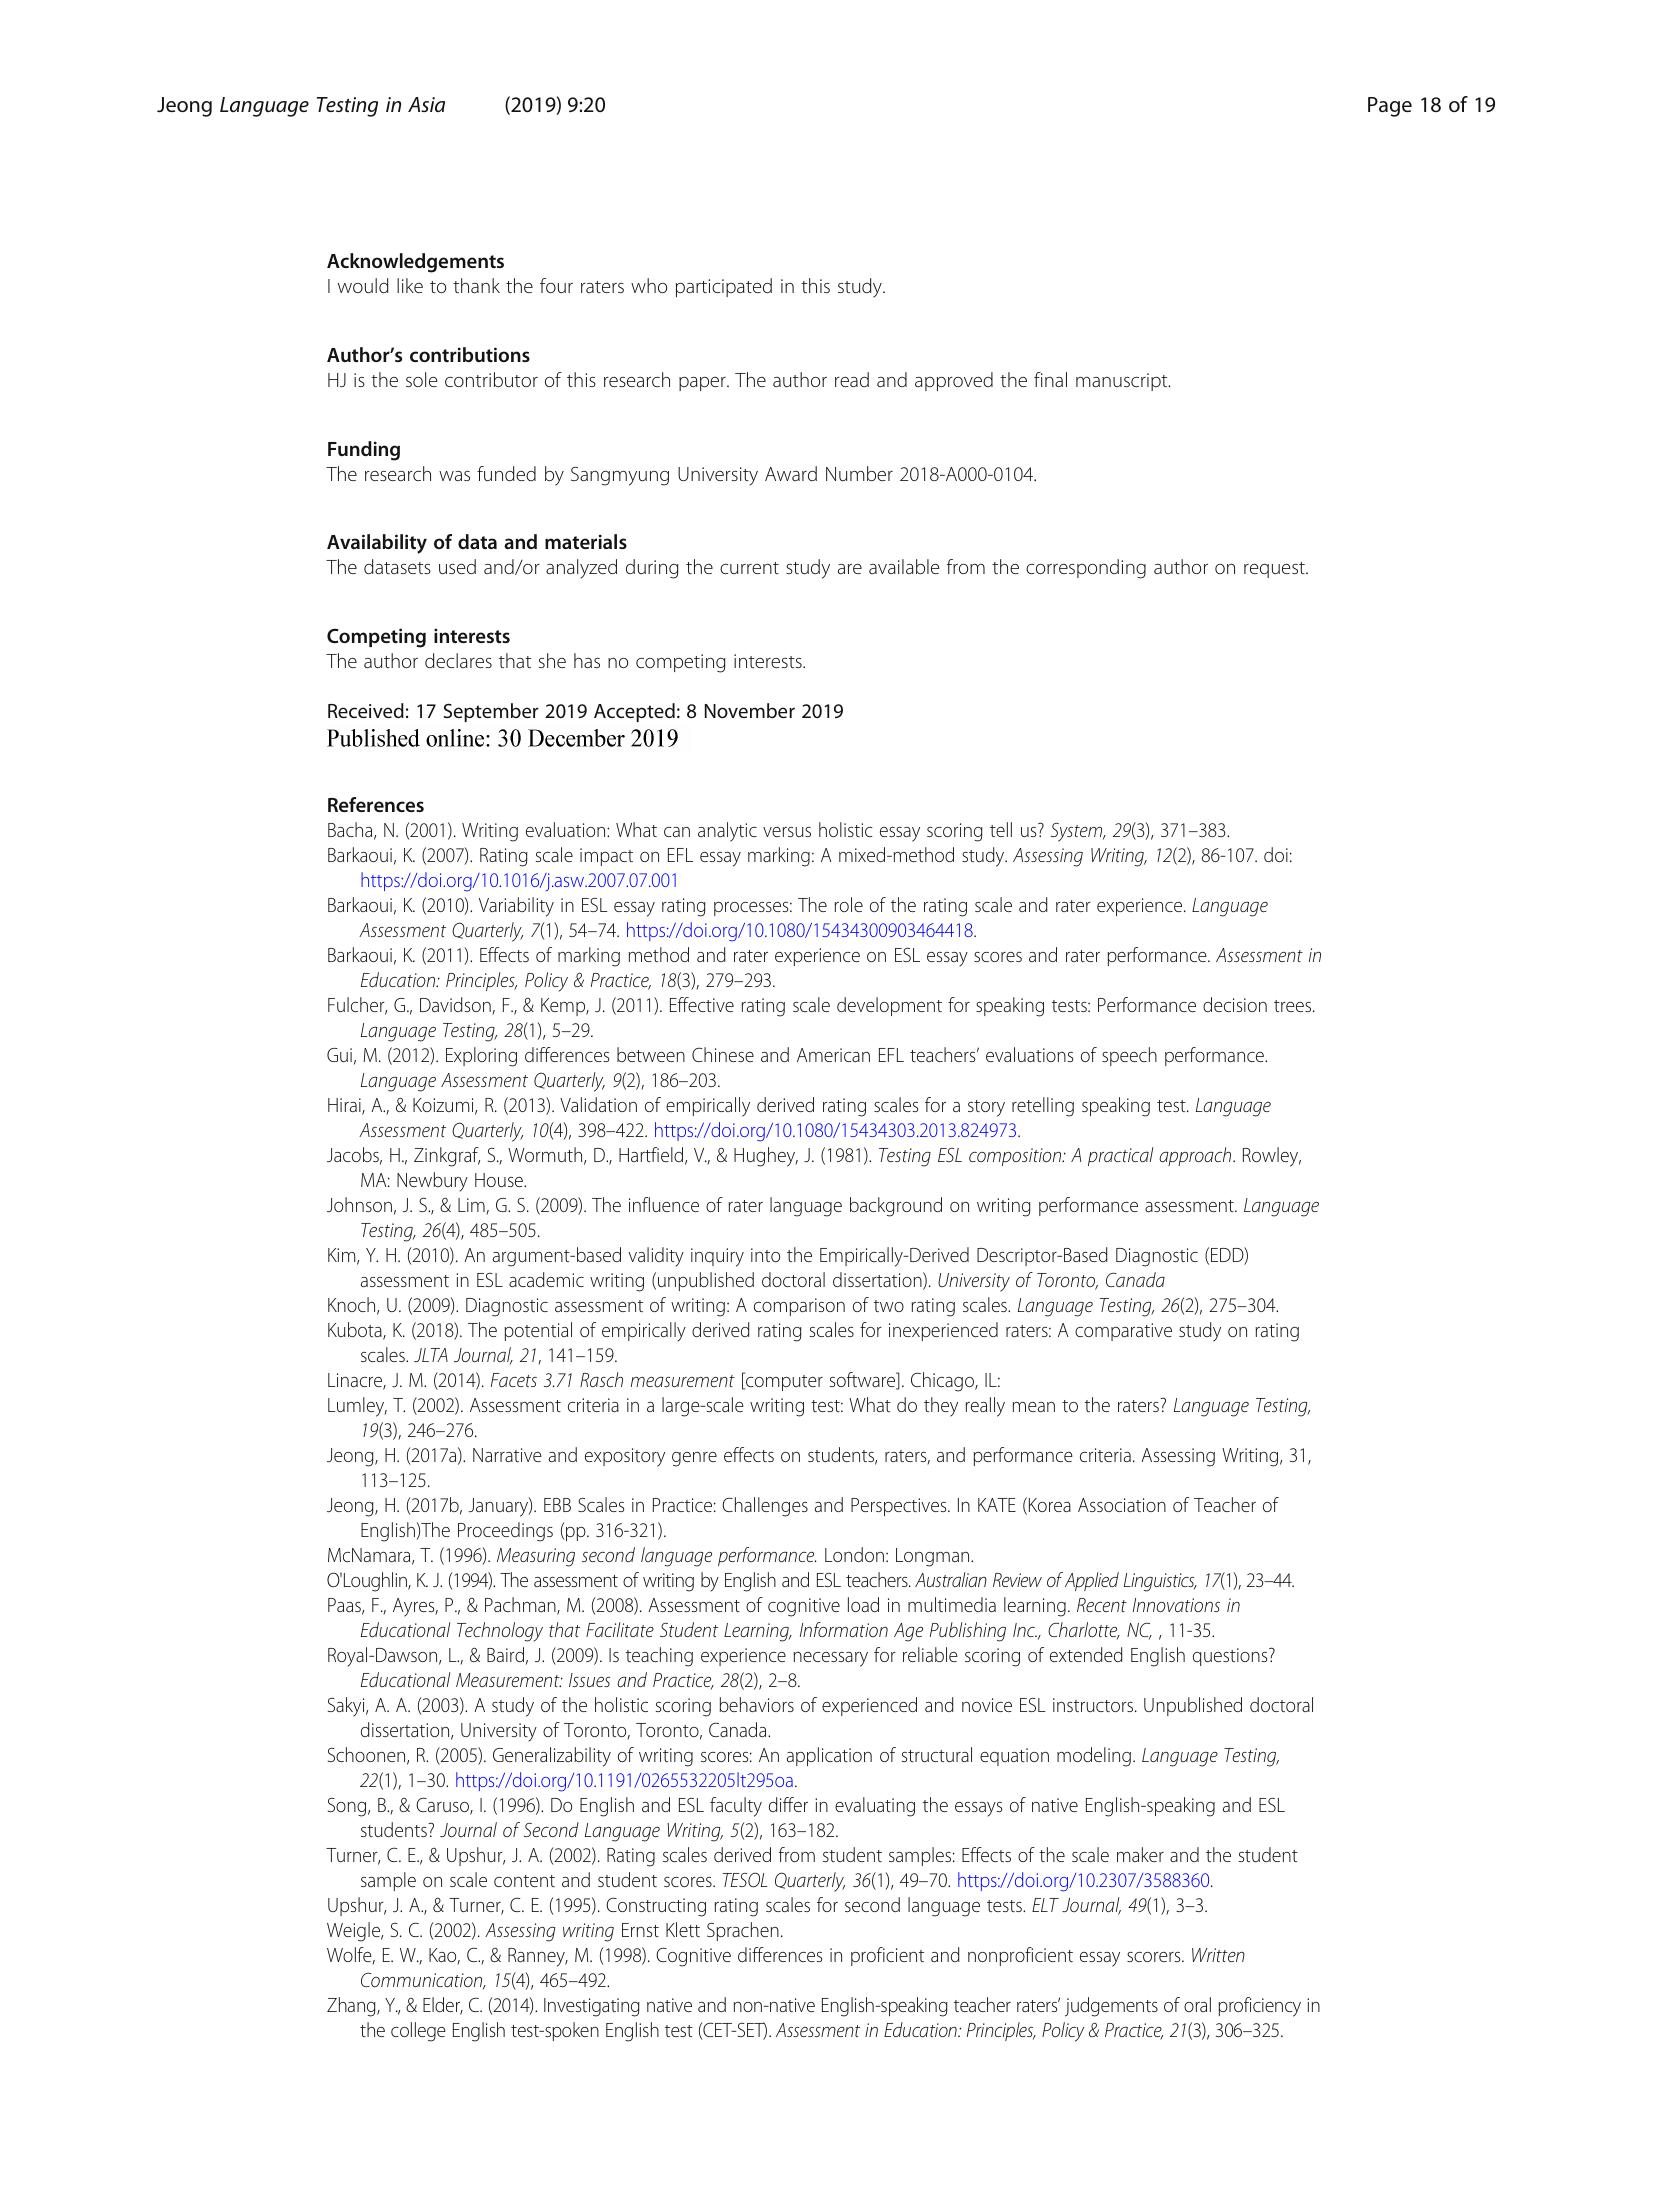 Jeong Language Testing in Asia (2019) 9:20 Page 18 of 19
Acknowledgements
I would like to thank the four raters who participated in this study.
Author’s contributions
HJ is the sole contributor of this research paper. The author read and approved the final manuscript.
Funding
The research was funded by Sangmyung University Award Number 2018-A000-0104.
Availability of data and materials
The datasets used and/or analyzed during the current study are available from the corresponding author on request.
Competing interests
The author declares that she has no competing interests.
Received: 17 September 2019 Accepted: 8 November 2019
Published online: 30 December 2019
References
Bacha, N. (2001). Writing evaluation: What can analytic versus holistic essay scoring tell us? System, 29(3), 371–383.
Barkaoui, K. (2007). Rating scale impact on EFL essay marking: A mixed-method study. Assessing Writing, 12(2), 86-107. doi:
https://doi.org/10.1016/j.asw.2007.07.001
Barkaoui, K. (2010). Variability in ESL essay rating processes: The role of the rating scale and rater experience. Language
Assessment Quarterly, 7(1), 54–74. https://doi.org/10.1080/15434300903464418.
Barkaoui, K. (2011). Effects of marking method and rater experience on ESL essay scores and rater performance. Assessment in
Education: Principles, Policy & Practice, 18(3), 279–293.
Fulcher, G., Davidson, F., & Kemp, J. (2011). Effective rating scale development for speaking tests: Performance decision trees.
Language Testing, 28(1), 5–29.
Gui, M. (2012). Exploring differences between Chinese and American EFL teachers’ evaluations of speech performance.
Language Assessment Quarterly, 9(2), 186–203.
Hirai, A., & Koizumi, R. (2013). Validation of empirically derived rating scales for a story retelling speaking test. Language
Assessment Quarterly, 10(4), 398–422. https://doi.org/10.1080/15434303.2013.824973.
Jacobs, H., Zinkgraf, S., Wormuth, D., Hartfield, V., & Hughey, J. (1981). Testing ESL composition: A practical approach. Rowley,
MA: Newbury House.
Johnson, J. S., & Lim, G. S. (2009). The influence of rater language background on writing performance assessment. Language
Testing, 26(4), 485–505.
Kim, Y. H. (2010). An argument-based validity inquiry into the Empirically-Derived Descriptor-Based Diagnostic (EDD)
assessment in ESL academic writing (unpublished doctoral dissertation). University of Toronto, Canada
Knoch, U. (2009). Diagnostic assessment of writing: A comparison of two rating scales. Language Testing, 26(2), 275–304.
Kubota, K. (2018). The potential of empirically derived rating scales for inexperienced raters: A comparative study on rating
scales. JLTA Journal, 21, 141–159.
Linacre, J. M. (2014). Facets 3.71 Rasch measurement [computer software]. Chicago, IL:
Lumley, T. (2002). Assessment criteria in a large-scale writing test: What do they really mean to the raters? Language Testing,
19(3), 246–276.
Jeong, H. (2017a). Narrative and expository genre effects on students, raters, and performance criteria. Assessing Writing, 31,
113–125.
Jeong, H. (2017b, January). EBB Scales in Practice: Challenges and Perspectives. In KATE (Korea Association of Teacher of
English)The Proceedings (pp. 316-321).
McNamara, T. (1996). Measuring second language performance. London: Longman.
O'Loughlin, K. J. (1994). The assessment of writing by English and ESL teachers. Australian Review of Applied Linguistics, 17(1), 23–44.
Paas, F., Ayres, P., & Pachman, M. (2008). Assessment of cognitive load in multimedia learning. Recent Innovations in
Educational Technology that Facilitate Student Learning, Information Age Publishing Inc., Charlotte, NC, , 11-35.
Royal-Dawson, L., & Baird, J. (2009). Is teaching experience necessary for reliable scoring of extended English questions?
Educational Measurement: Issues and Practice, 28(2), 2–8.
Sakyi, A. A. (2003). A study of the holistic scoring behaviors of experienced and novice ESL instructors. Unpublished doctoral
dissertation, University of Toronto, Toronto, Canada.
Schoonen, R. (2005). Generalizability of writing scores: An application of structural equation modeling. Language Testing,
22(1), 1–30. https://doi.org/10.1191/0265532205lt295oa.
Song, B., & Caruso, I. (1996). Do English and ESL faculty differ in evaluating the essays of native English-speaking and ESL
students? Journal of Second Language Writing, 5(2), 163–182.
Turner, C. E., & Upshur, J. A. (2002). Rating scales derived from student samples: Effects of the scale maker and the student
sample on scale content and student scores. TESOL Quarterly, 36(1), 49–70. https://doi.org/10.2307/3588360.
Upshur, J. A., & Turner, C. E. (1995). Constructing rating scales for second language tests. ELT Journal, 49(1), 3–3.
Weigle, S. C. (2002). Assessing writing Ernst Klett Sprachen.
Wolfe, E. W., Kao, C., & Ranney, M. (1998). Cognitive differences in proficient and nonproficient essay scorers. Written
Communication, 15(4), 465–492.
Zhang, Y., & Elder, C. (2014). Investigating native and non-native English-speaking teacher raters’ judgements of oral proficiency in
the college English test-spoken English test (CET-SET). Assessment in Education: Principles, Policy & Practice, 21(3), 306–325.